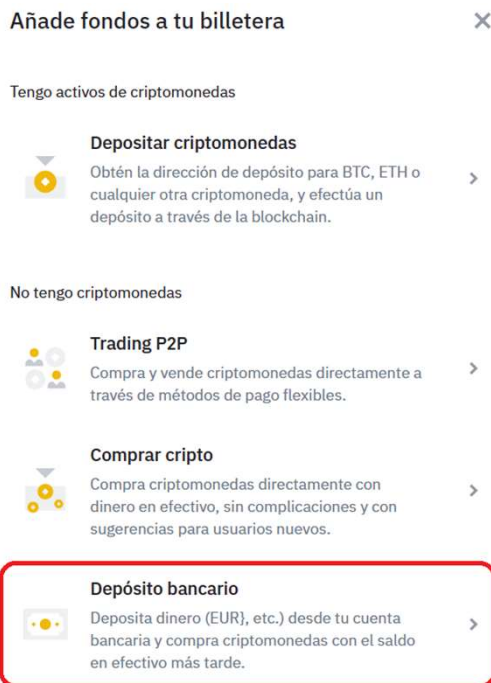 Añade fondos a tu billetera
Tengo activos de criptomonedas
Depositar criptomonedas
Obtén la dirección de depósito para BTC, ETH o
cualquier otra criptomoneda, y efectúa un
depósito a través de la blockchain.
No tengo criptomonedas
Trading P2P
Compra y vende criptomonedas directamente a
través de métodos de pago flexibles.
Comprar cripto
Compra criptomonedas directamente con
dinero en efectivo, sin complicaciones y con
sugerencias para usuarios nuevos.
Depósito bancario
Deposita dinero (EUR}, etc.) desde tu cuenta
bancaria y compra criptomonedas con el saldo
en efectivo más tarde.